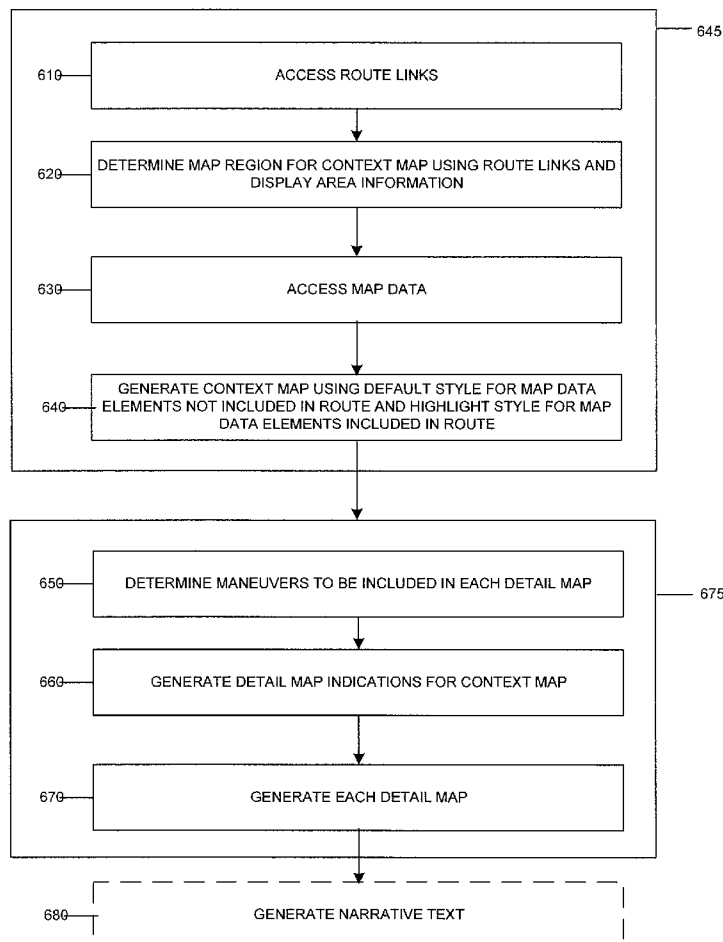 645
610
ACCESS ROUTE LINKS
620
DETERMINE MAP REGION FOR CONTEXT MAP USING ROUTE LINKS AND
DISPLAY AREA INFORMATION
630
ACCESS MAP DATA
640
GENERATE CONTEXT MAP USING DEFAULT STYLE FOR MAP DATA
ELEMENTS NOT INCLUDED IN ROUTE AND HIGHLIGHT STYLE FOR MAP
DATA ELEMENTS INCLUDED IN ROUTE
650
DETERMINE MANEUVERS TO BE INCLUDED IN EACH DETAIL MAP
675
660
GENERATE DETAIL MAP INDICATIONS FOR CONTEXT MAP
670
GENERATE EACH DETAIL MAP
680
GENERATE NARRATIVE TEXT